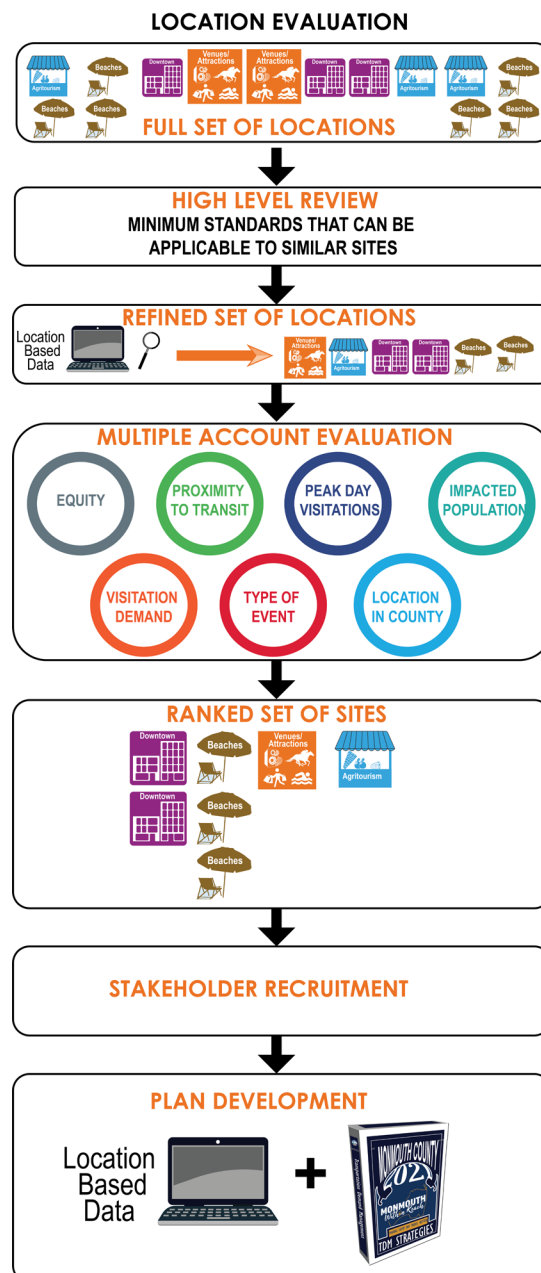 LOCATION EVALUATION
Agritourism
Beaches
Downtown
Venues/
Attractions
Venues/
Attractions
Downtown
Downtown
Agritourism
Agritourism
Beaches
Beaches
Beaches
Beaches
Beaches
FULL SET OF LOCATIONS
HIGH LEVEL REVIEW
MINIMUM STANDARDS THAT CAN BE
APPLICABLE TO SIMILAR SITES
REFINED SET OF LOCATIONS
Location
Based
Data
Venues/
Attractions
Agritourism
Downtown
Downtown
Beaches
Beaches
MULTIPLE ACCOUNT EVALUATION
EQUITY
PROXIMITY
TO TRANSIT
PEAK DAY
VISITATIONS
IMPACTED
POPULATION
VISITATION
DEMAND
TYPE OF
EVENT
LOCATION
IN COUNTY
RANKED SET OF SITES
Downtown
Beaches
Venues/
Attractions
Agritourism
Downtown
Beaches
Beaches
STAKEHOLDER RECRUITMENT
PLAN DEVELOPMENT
Location
Based
Data
+
MONMOUTH COUNTY
MONMOUTH
Within Reach
TDM STRATEGIES